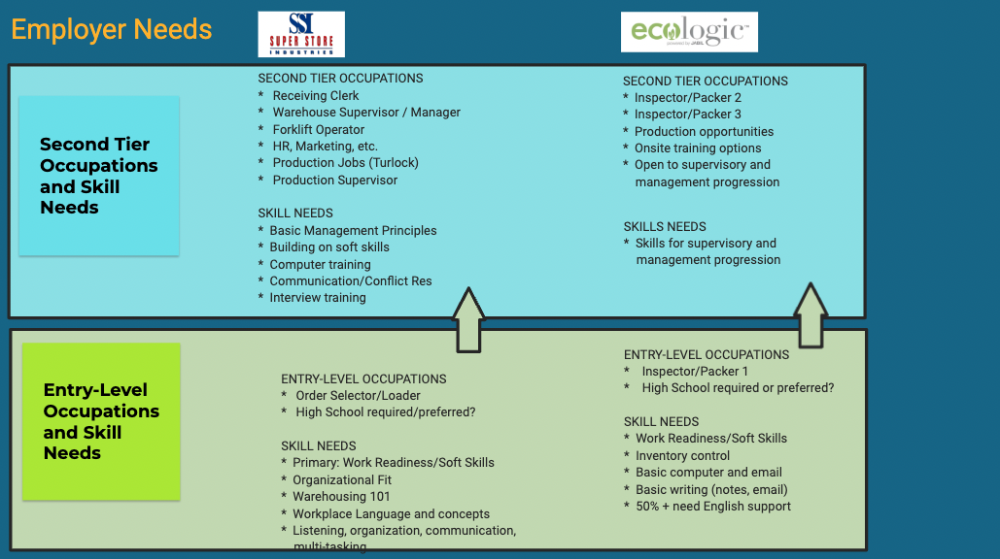 Employer Needs
SSI
SUPER STORE
INDUSTRIES
ecologic™
powered by JABIL
Second Tier
Occupations
and Skill
Needs
SECOND TIER OCCUPATIONS
* Receiving Clerk
* Warehouse Supervisor / Manager
* Forklift Operator
* HR, Marketing, etc.
* Production Jobs (Turlock)
* Production Supervisor
SKILL NEEDS
* Basic Management Principles
* Building on soft skills
* Computer training
* Communication/Conflict Res
* Interview training
SECOND TIER OCCUPATIONS
* Inspector/Packer 2
* Inspector/Packer 3
* Production opportunities
* Onsite training options
* Open to supervisory and
management progression
SKILLS NEEDS
* Skills for supervisory and
management progression
Entry-Level
Occupations
and Skill
Needs
ENTRY-LEVEL OCCUPATIONS
* Order Selector/Loader
* High School required/preferred?
SKILL NEEDS
* Primary: Work Readiness/Soft Skills
* Organizational Fit
* Warehousing 101
* Workplace Language and concepts
* Listening, organization, communication,
multi-tasking
ENTRY-LEVEL OCCUPATIONS
* Inspector/Packer 1
* High School required or preferred?
SKILL NEEDS
* Work Readiness/Soft Skills
* Inventory control
* Basic computer and email
* Basic writing (notes, email)
* 50% + need English support